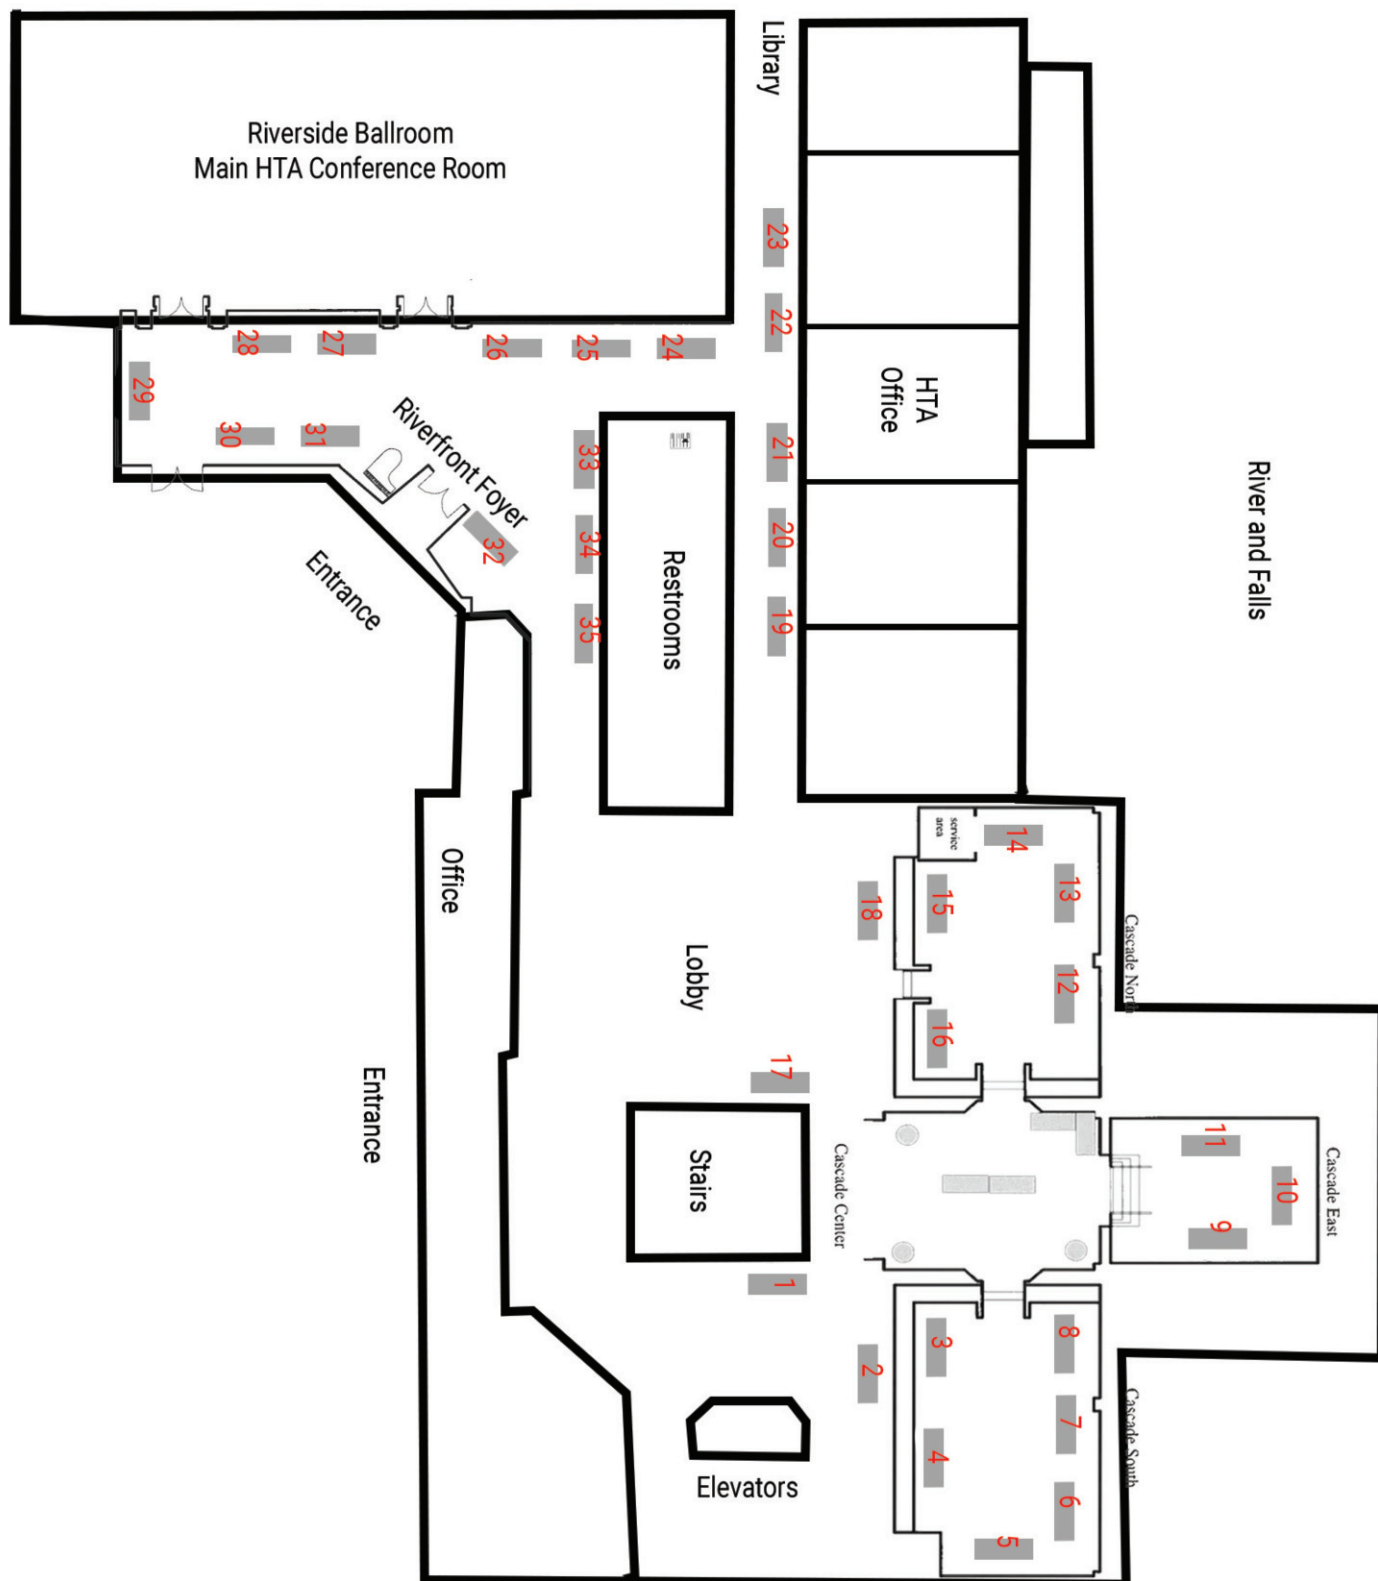 Library
Riverside Ballroom
Main HTA Conference Room
23
22
28
27
26
25
24
29
HTA
Office
30
31
Riverfront Foyer
33
21
32
34
20
Restrooms
35
19
River and Falls
Entrance
Office
service
area
14
13
15
18
Cascade North
12
Lobby
16
17
Entrance
Stairs
Cascade Center
11
10
9
Cascade East
1
2
3
8
7
4
6
5
Cascade South
Elevators